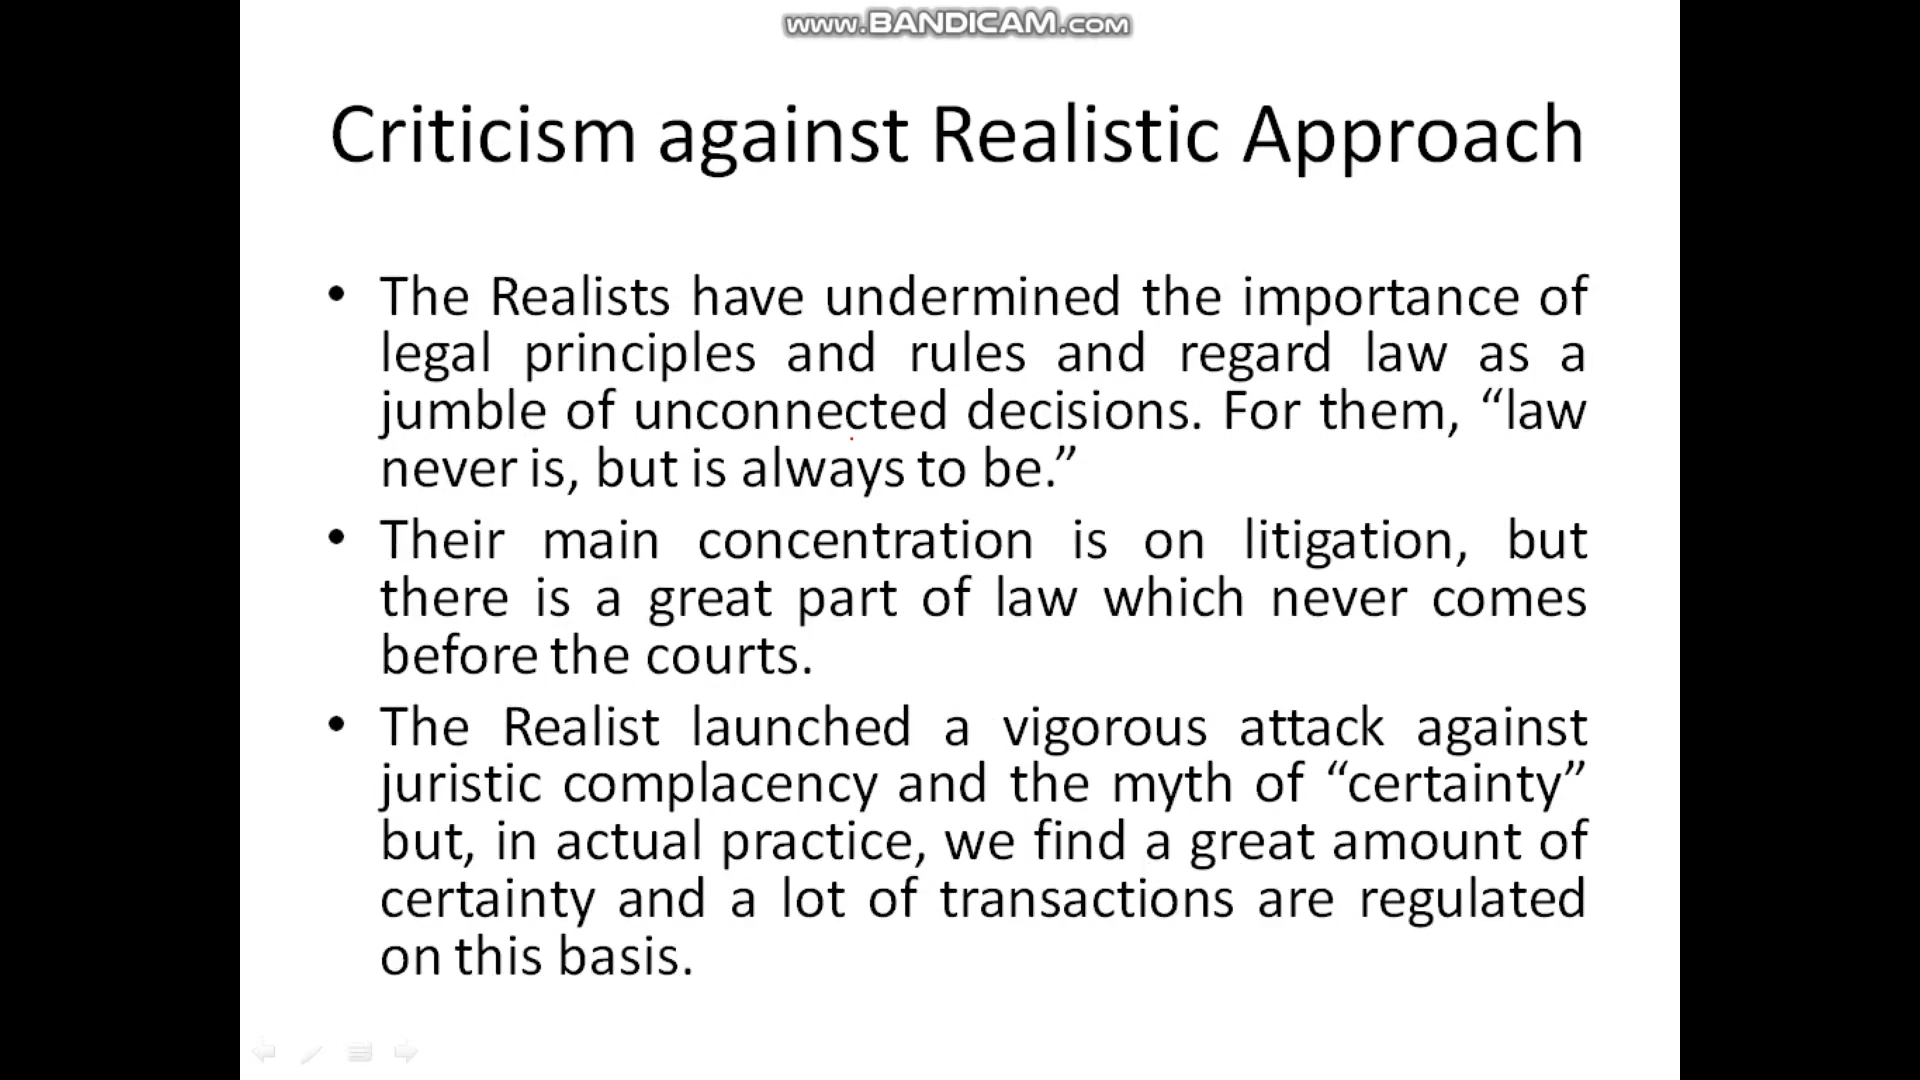 www.BANDICAM.com
Criticism against Realistic Approach
• The Realists have undermined the importance of
legal principles and rules and regard law as a
jumble of unconnected decisions. For them, “law
never is, but is always to be.”
• Their main concentration is on litigation, but
there is a great part of law which never comes
before the courts.
• The Realist launched a vigorous attack against
juristic complacency and the myth of “certainty”
but, in actual practice, we find a great amount of
certainty and a lot of transactions are regulated
on this basis.